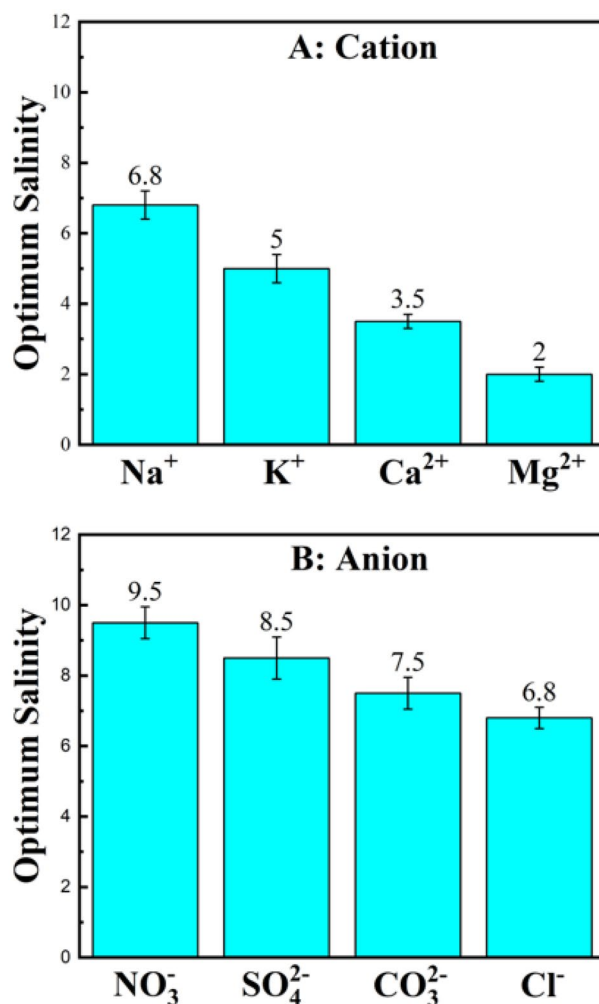 A: Cation
Optimum Salinity
12
10
8
6
4
2
0
6.8
5
3.5
2
Na⁺
K⁺
Ca²⁺
Mg²⁺
B: Anion
Optimum Salinity
12
10
8
6
4
2
0
9.5
8.5
7.5
6.8
NO₃⁻
SO₄²⁻
CO₃²⁻
Cl⁻